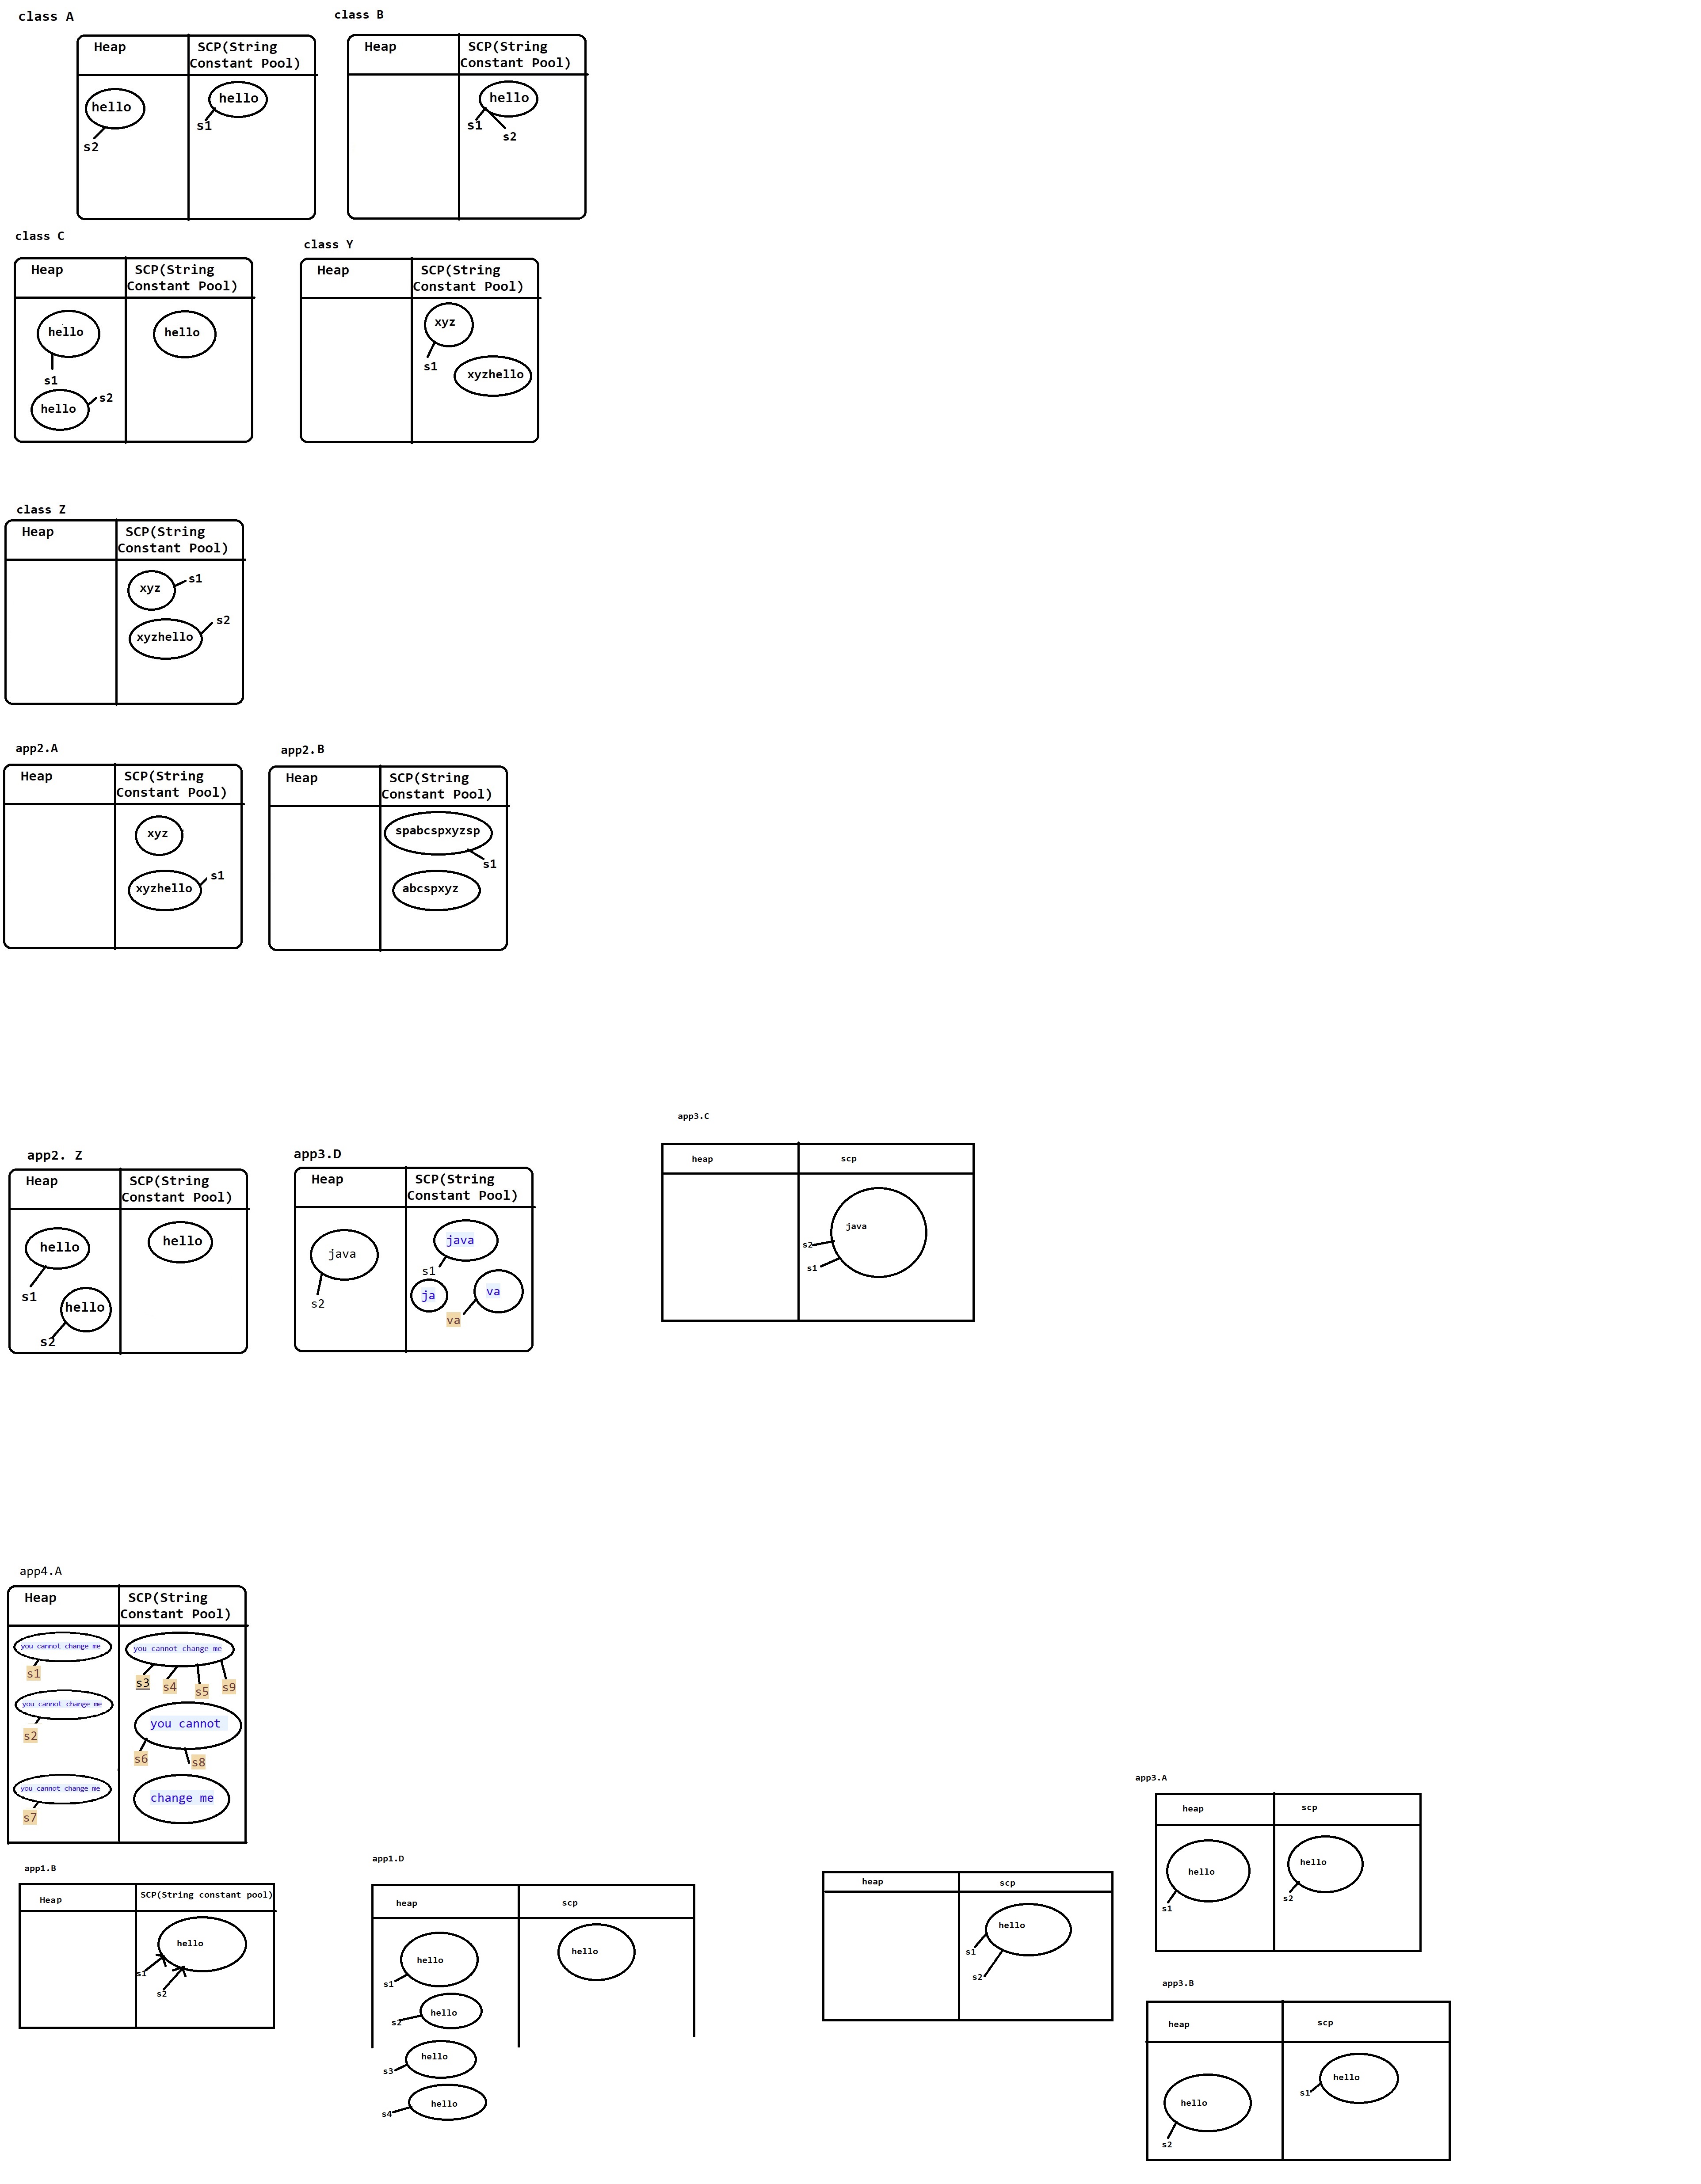 class A
Heap
SCP(String
Constant Pool)
hello
s2
hello
s1
class B
Heap
SCP(String
Constant Pool)
hello
s1
s2
class C
Heap
SCP(String
Constant Pool)
hello
s1
hello
s2
hello
class Y
Heap
SCP(String
Constant Pool)
xyz
s1
xyzhello
class Z
Heap
SCP(String
Constant Pool)
xyz
s1
xyzhello
s2
app2.A
Heap
SCP(String
Constant Pool)
xyz
xyzhello
s1
app2.B
Heap
SCP(String
Constant Pool)
spabcspxyzsp
s1
abcspxyz
app2. Z
Heap
SCP(String
Constant Pool)
hello
s1
hello
s2
hello
app3.D
Heap
SCP(String
Constant Pool)
java
s2
java
s1
ja
va
va
app3.C
heap
scp
java
s2
s1
app4.A
Heap
SCP(String
Constant Pool)
you cannot change me
s1
you cannot change me
s2
you cannot change me
s7
you cannot change me
s3
s4
s5
s9
you cannot
s6
s8
change me
app1.B
Heap
SCP(String constant pool)
hello
s1
s2
app1.D
heap
scp
hello
s1
hello
s2
hello
s3
hello
s4
hello
heap
scp
hello
s1
s2
app3.A
heap
scp
hello
s1
hello
s2
app3.B
heap
scp
hello
s2
hello
s1